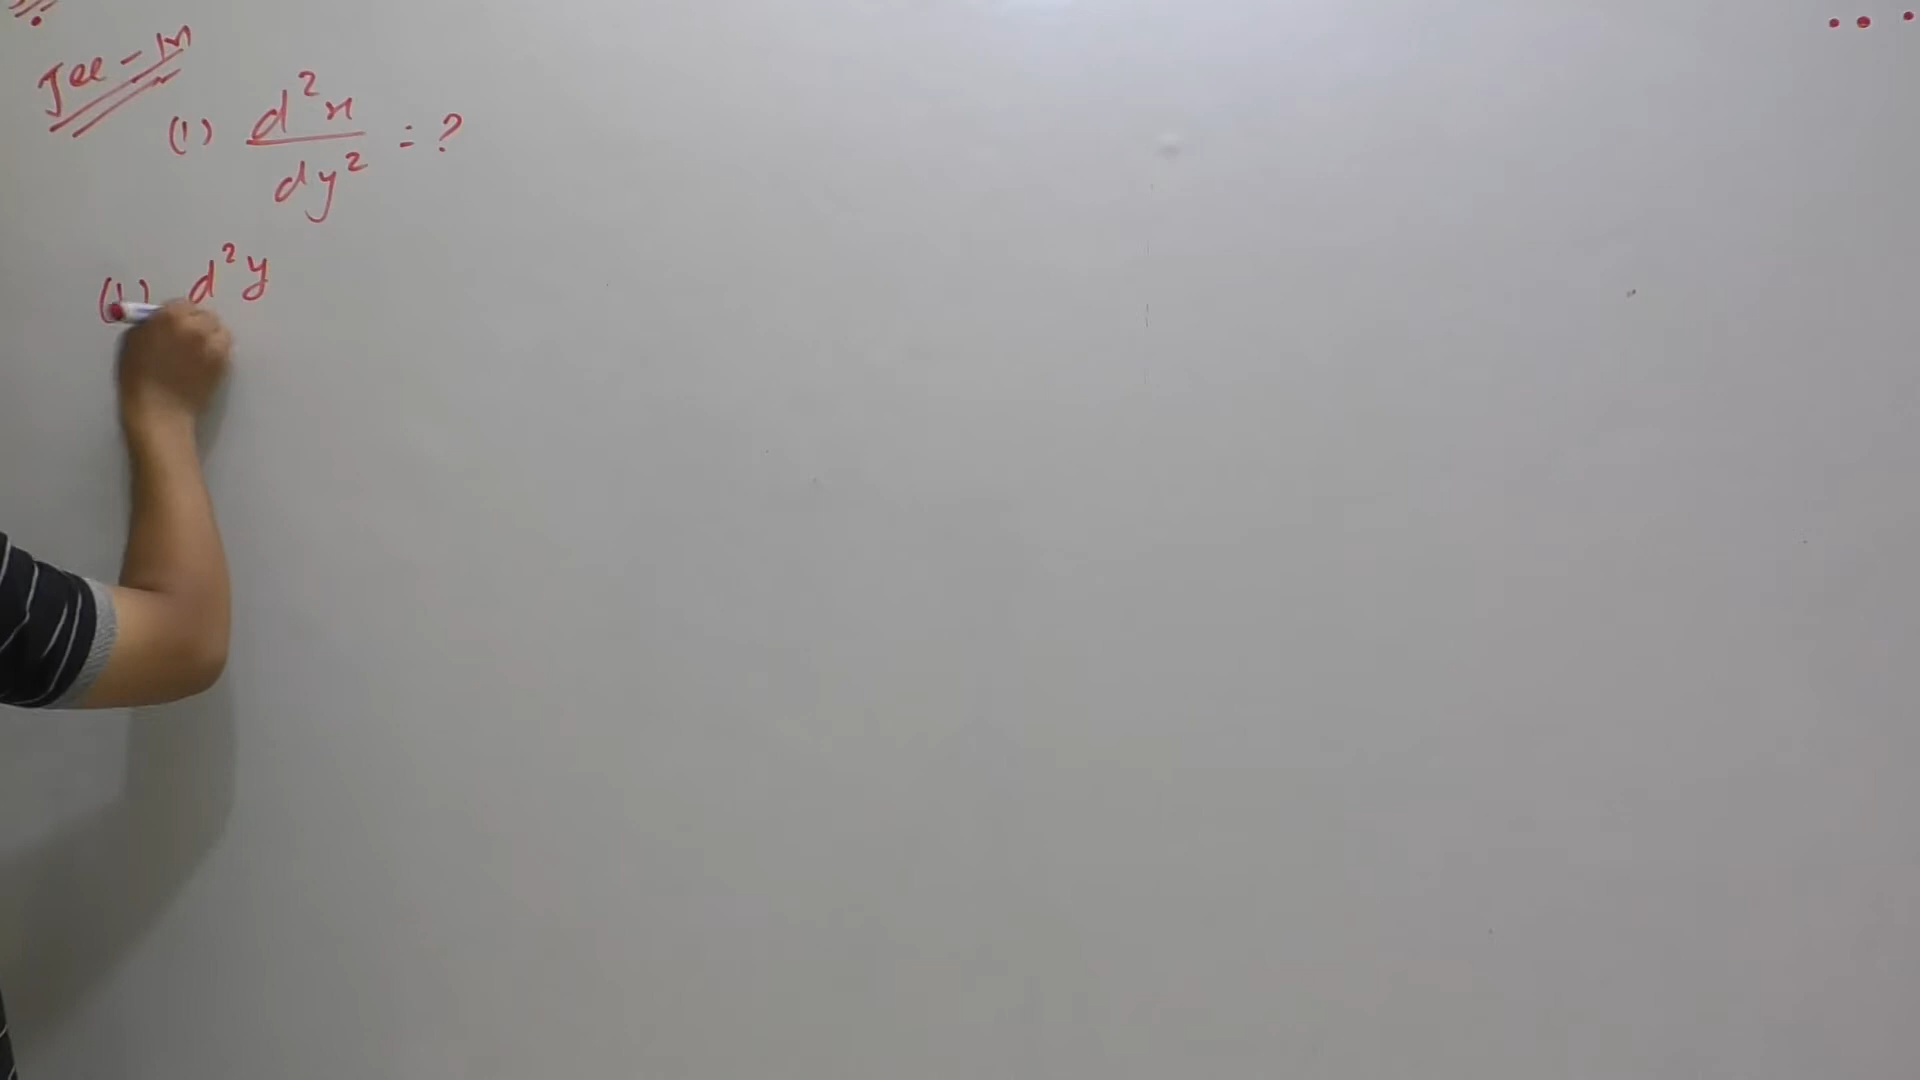 Jee - M
(1) d²x/dy² = ?
(1) d²y